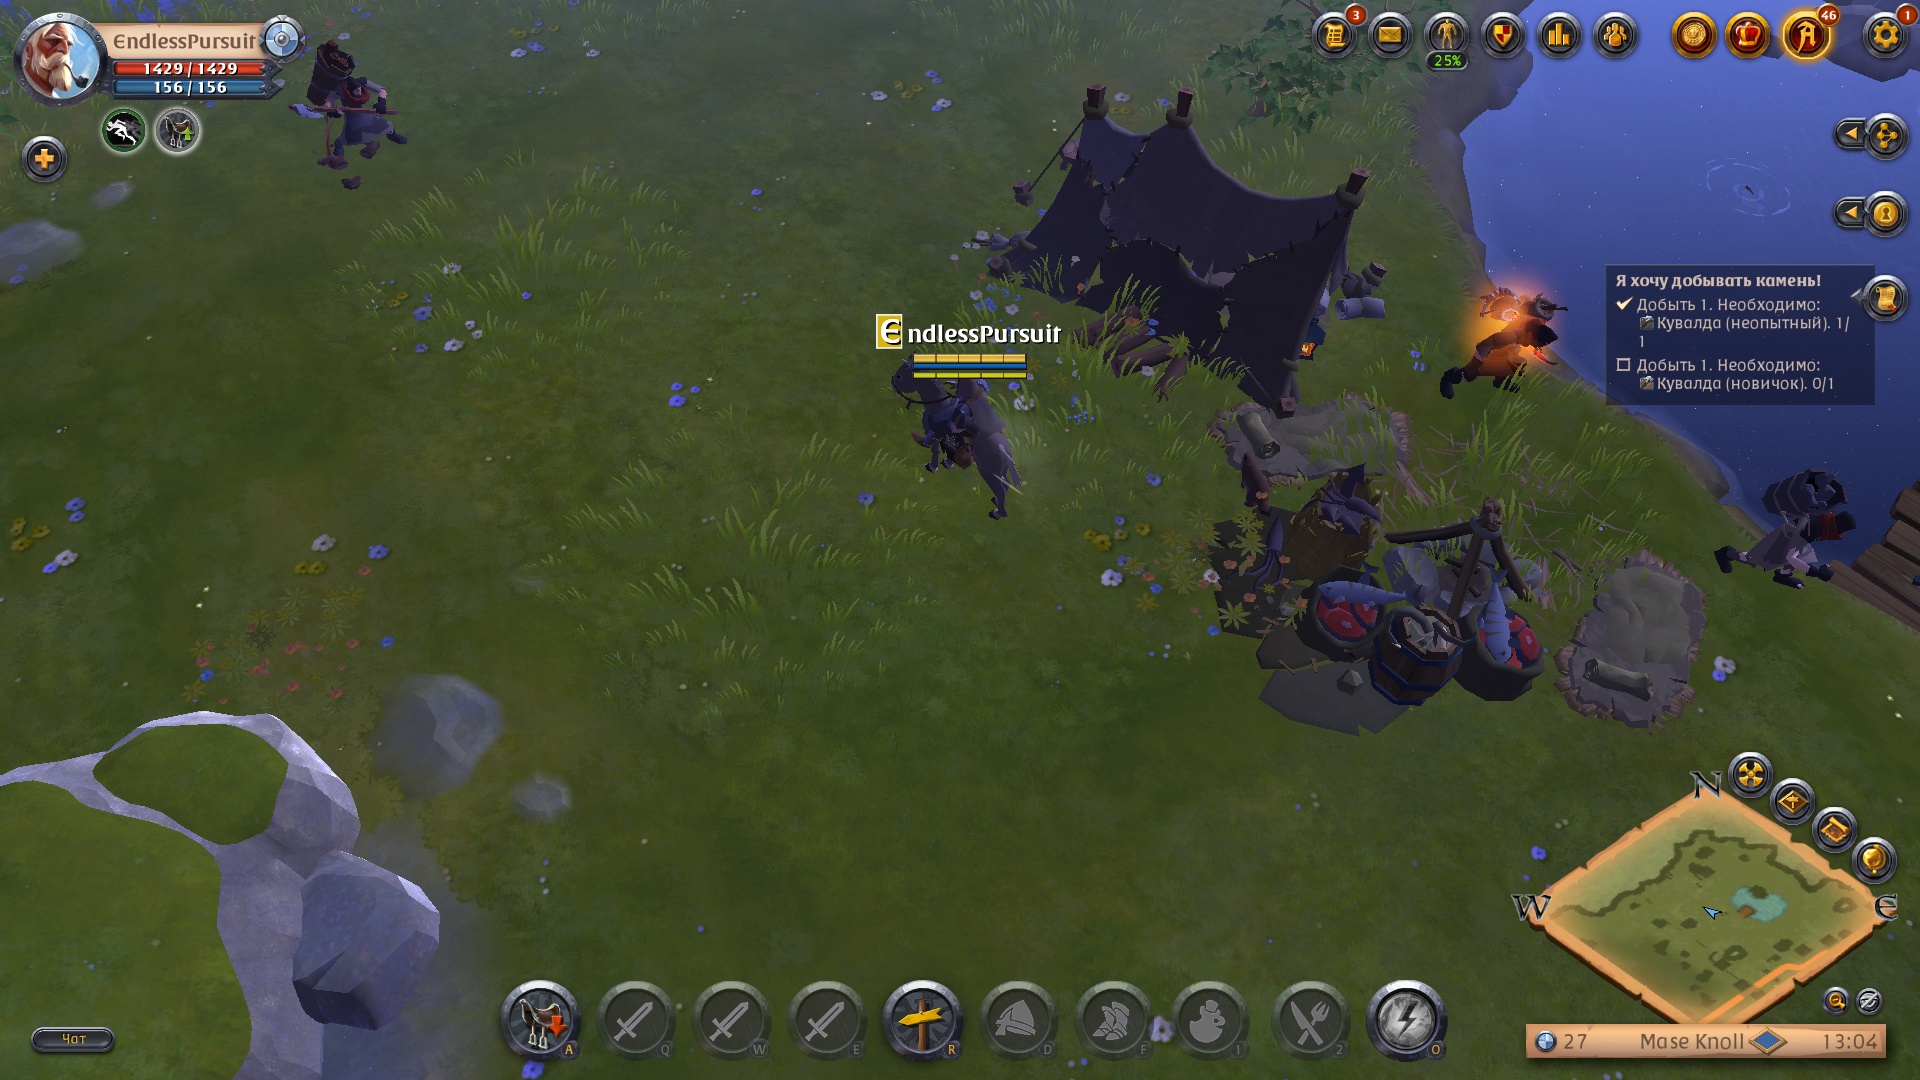 EndlessPursuit
1429 / 1429
156 / 156
3
25%
46
1
EndlessPursuit
Я хочу добывать камень!
Добыть 1. Необходимо:
Кувалда (неопытный). 1/
1
Добыть 1. Необходимо:
Кувалда (новичок). 0/1
N
W
E
Чат
A
Q
W
E
R
D
F
1
2
O
27
Mase Knoll
13:04